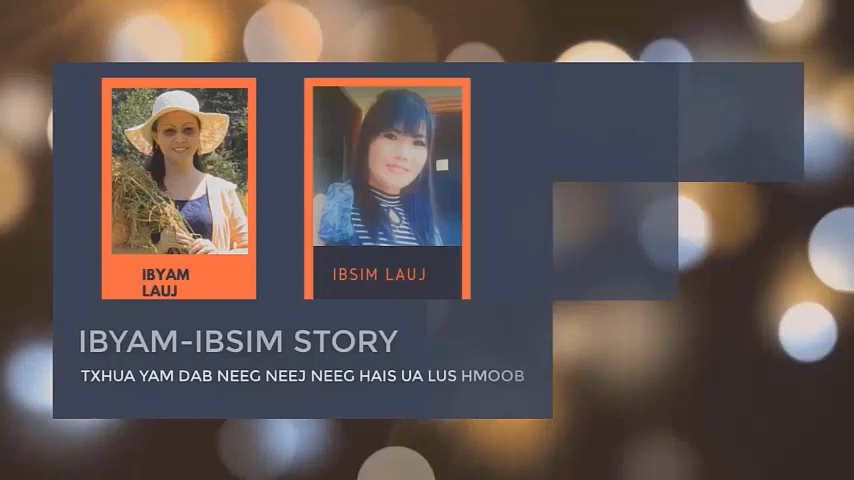 IBYAM
LAUJ
IBSIM LAUJ
IBYAM-IBSIM STORY
TXHUA YAM DAB NEEG NEEJ NEEG HAIS UA LUS HMOOB